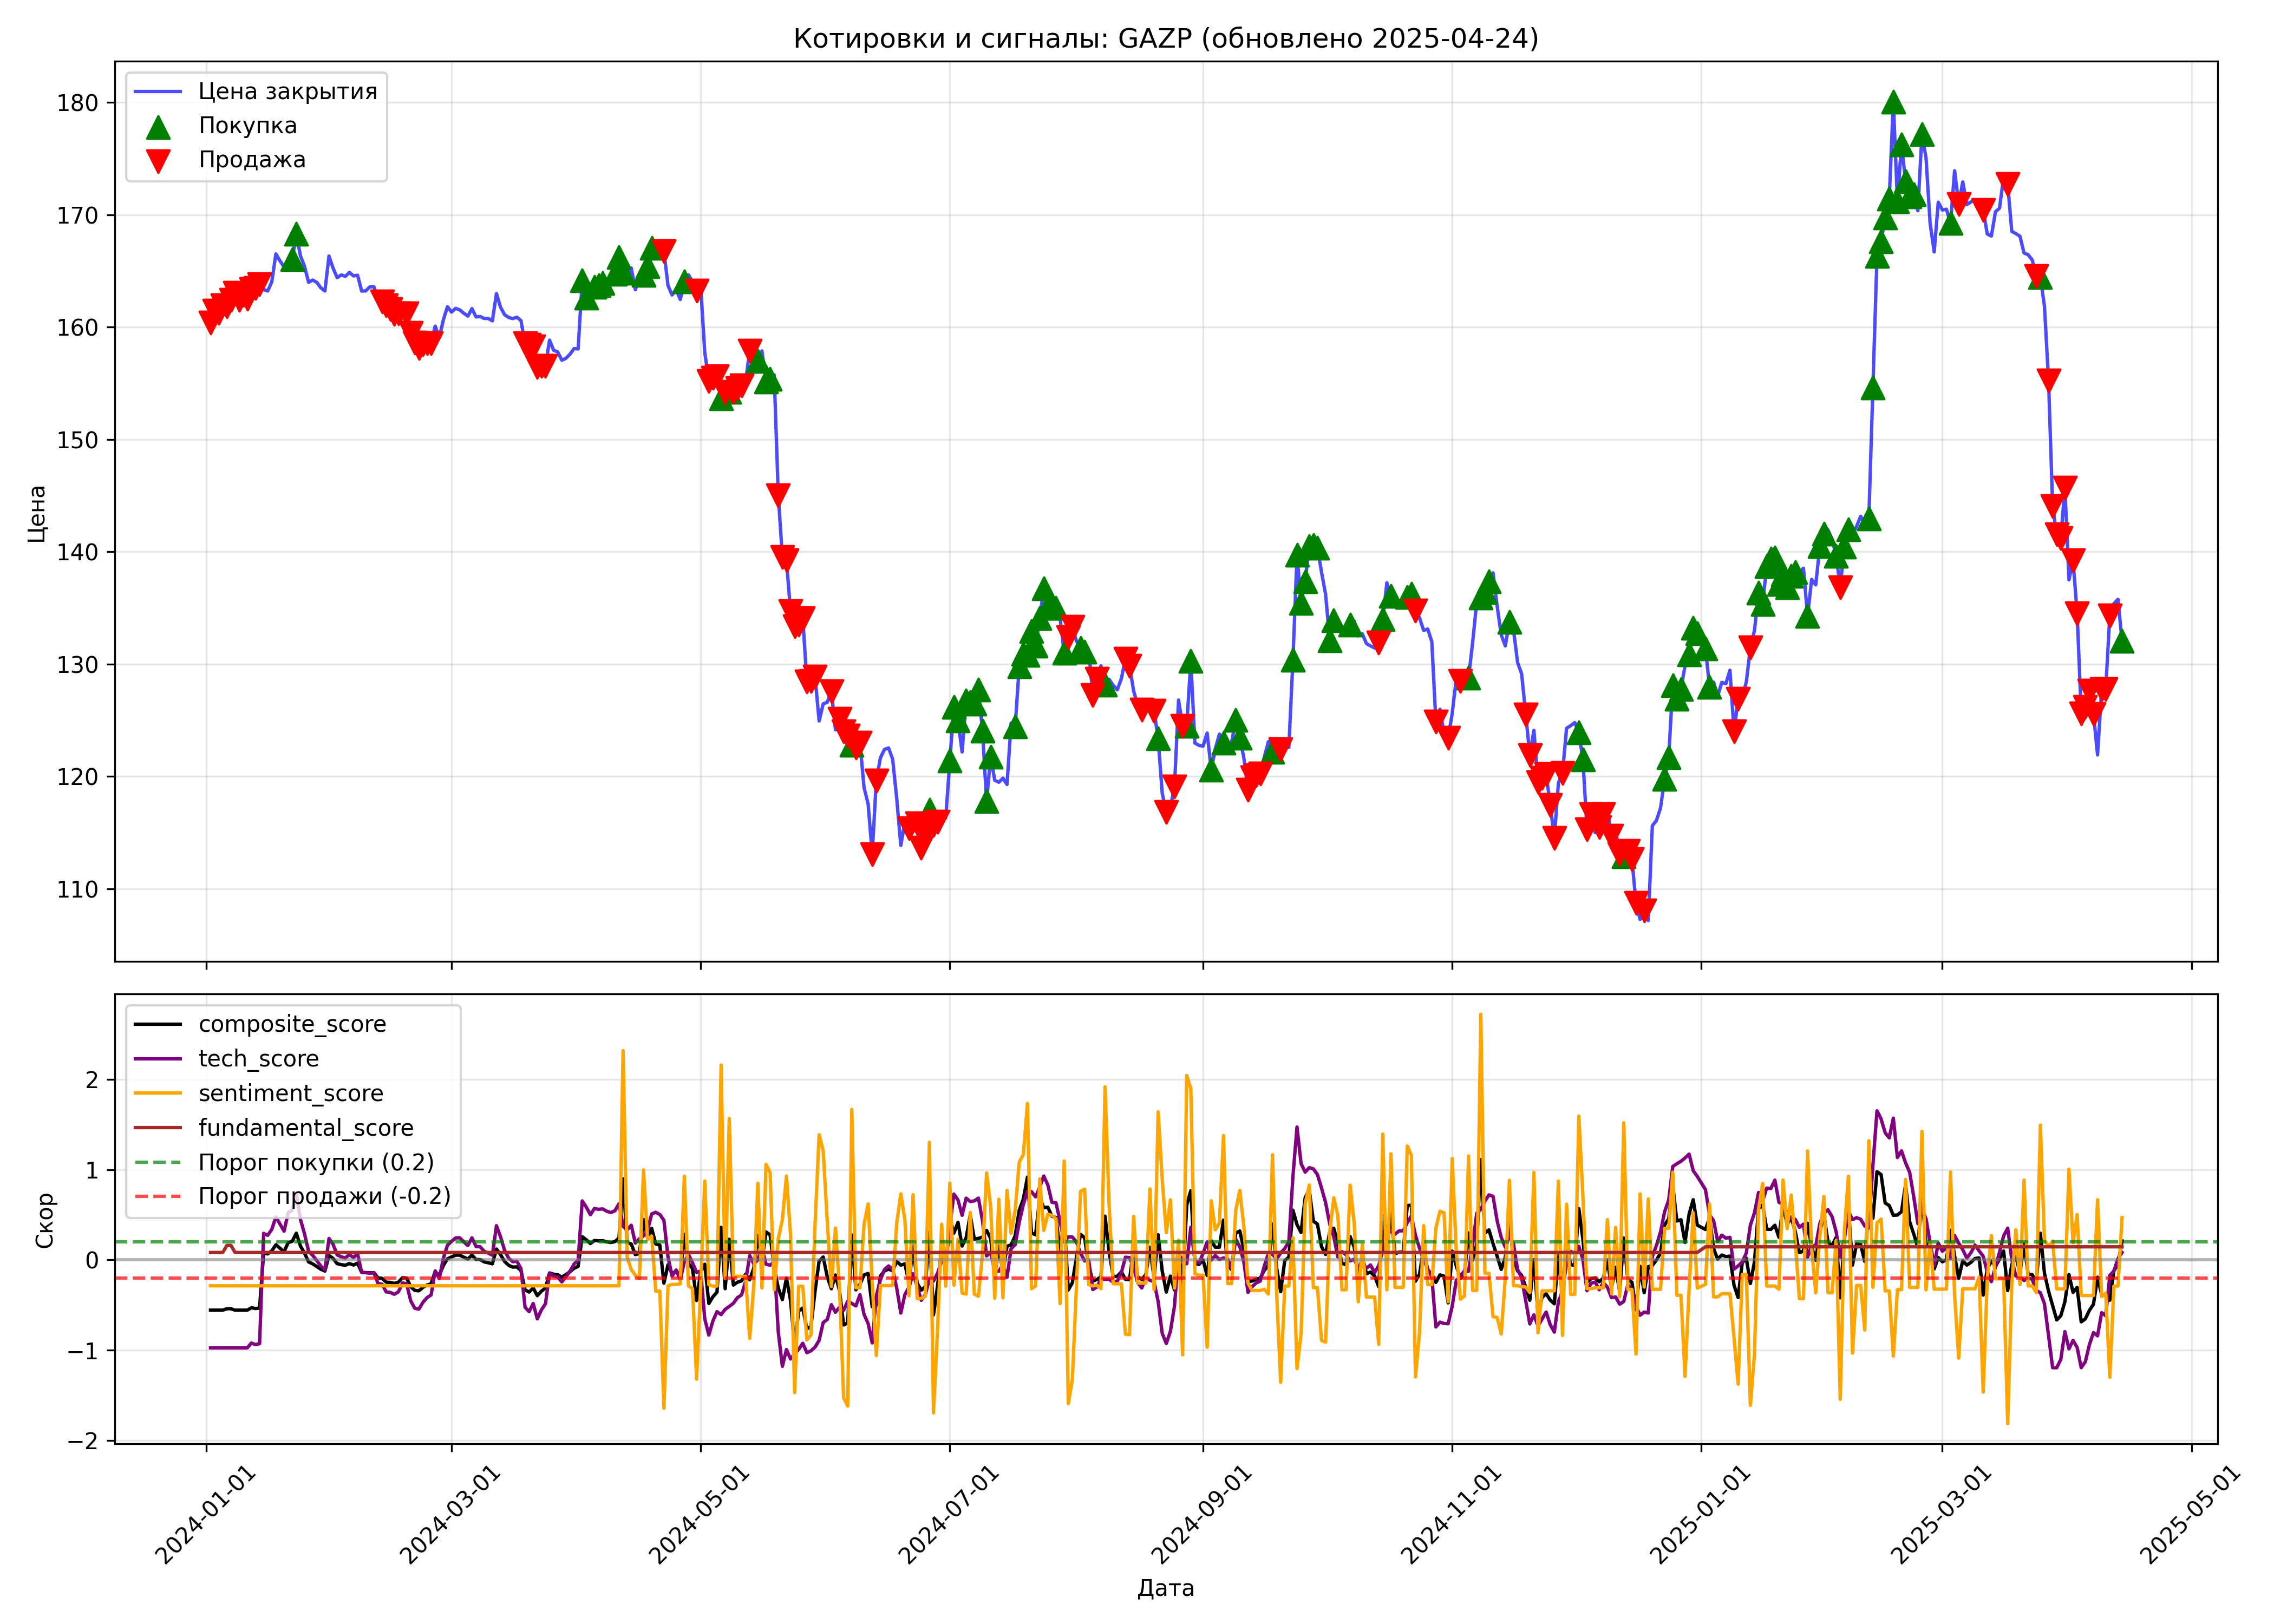 Котировки и сигналы: GAZP (обновлено 2025-04-24)
Цена закрытия
Покупка
Продажа
180
170
160
150
140
130
120
110
Цена
composite_score
tech_score
sentiment_score
fundamental_score
Порог покупки (0.2)
Порог продажи (-0.2)
2
1
0
−1
−2
Скор
2024-01-01
2024-03-01
2024-05-01
2024-07-01
2024-09-01
2024-11-01
2025-01-01
2025-03-01
2025-05-01
Дата